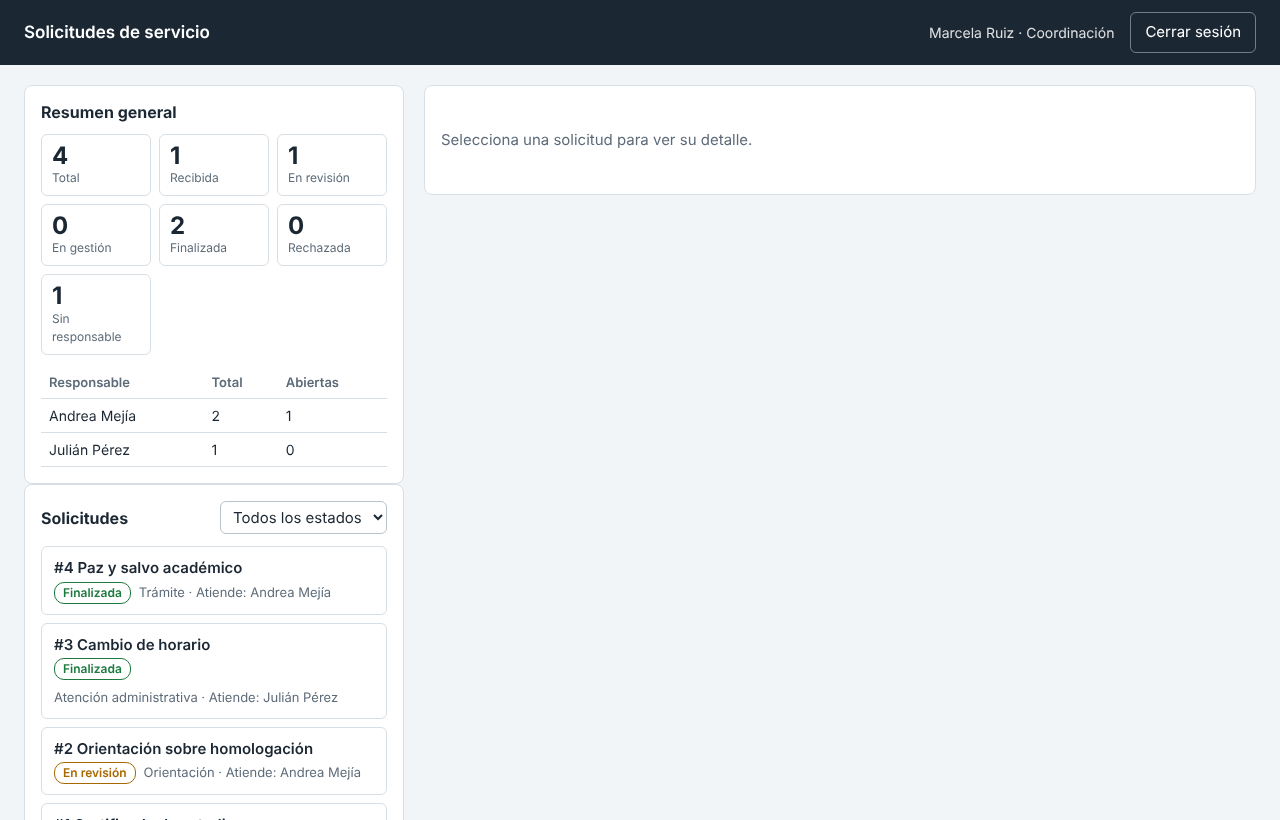 Solicitudes de servicio
Marcela Ruiz · Coordinación
Cerrar sesión
Resumen general
4
Total
1
Recibida
1
En revisión
0
En gestión
2
Finalizada
0
Rechazada
1
Sin
responsable
Responsable Total Abiertas
Andrea Mejía 2 1
Julián Pérez 1 0
Selecciona una solicitud para ver su detalle.
Solicitudes
Todos los estados
#4 Paz y salvo académico
Finalizada Trámite · Atiende: Andrea Mejía
#3 Cambio de horario
Finalizada
Atención administrativa · Atiende: Julián Pérez
#2 Orientación sobre homologación
En revisión Orientación · Atiende: Andrea Mejía